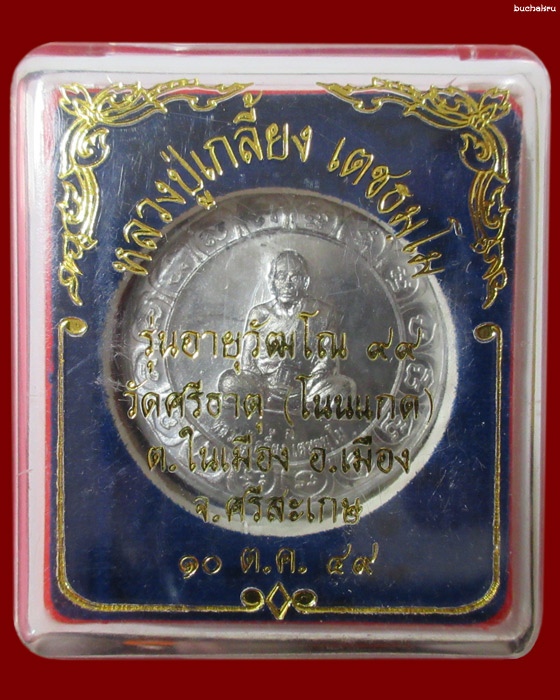 buchakru
หลวงปู่เกลี้ยง เตชธมฺโม
รุ่นอายุวัฒโณ ๙๙
วัดศรีธาตุ (โนนแกด)
ต.ในเมือง อ.เมือง
จ.ศรีสะเกษ
๑๐ ต.ค. ๔๙